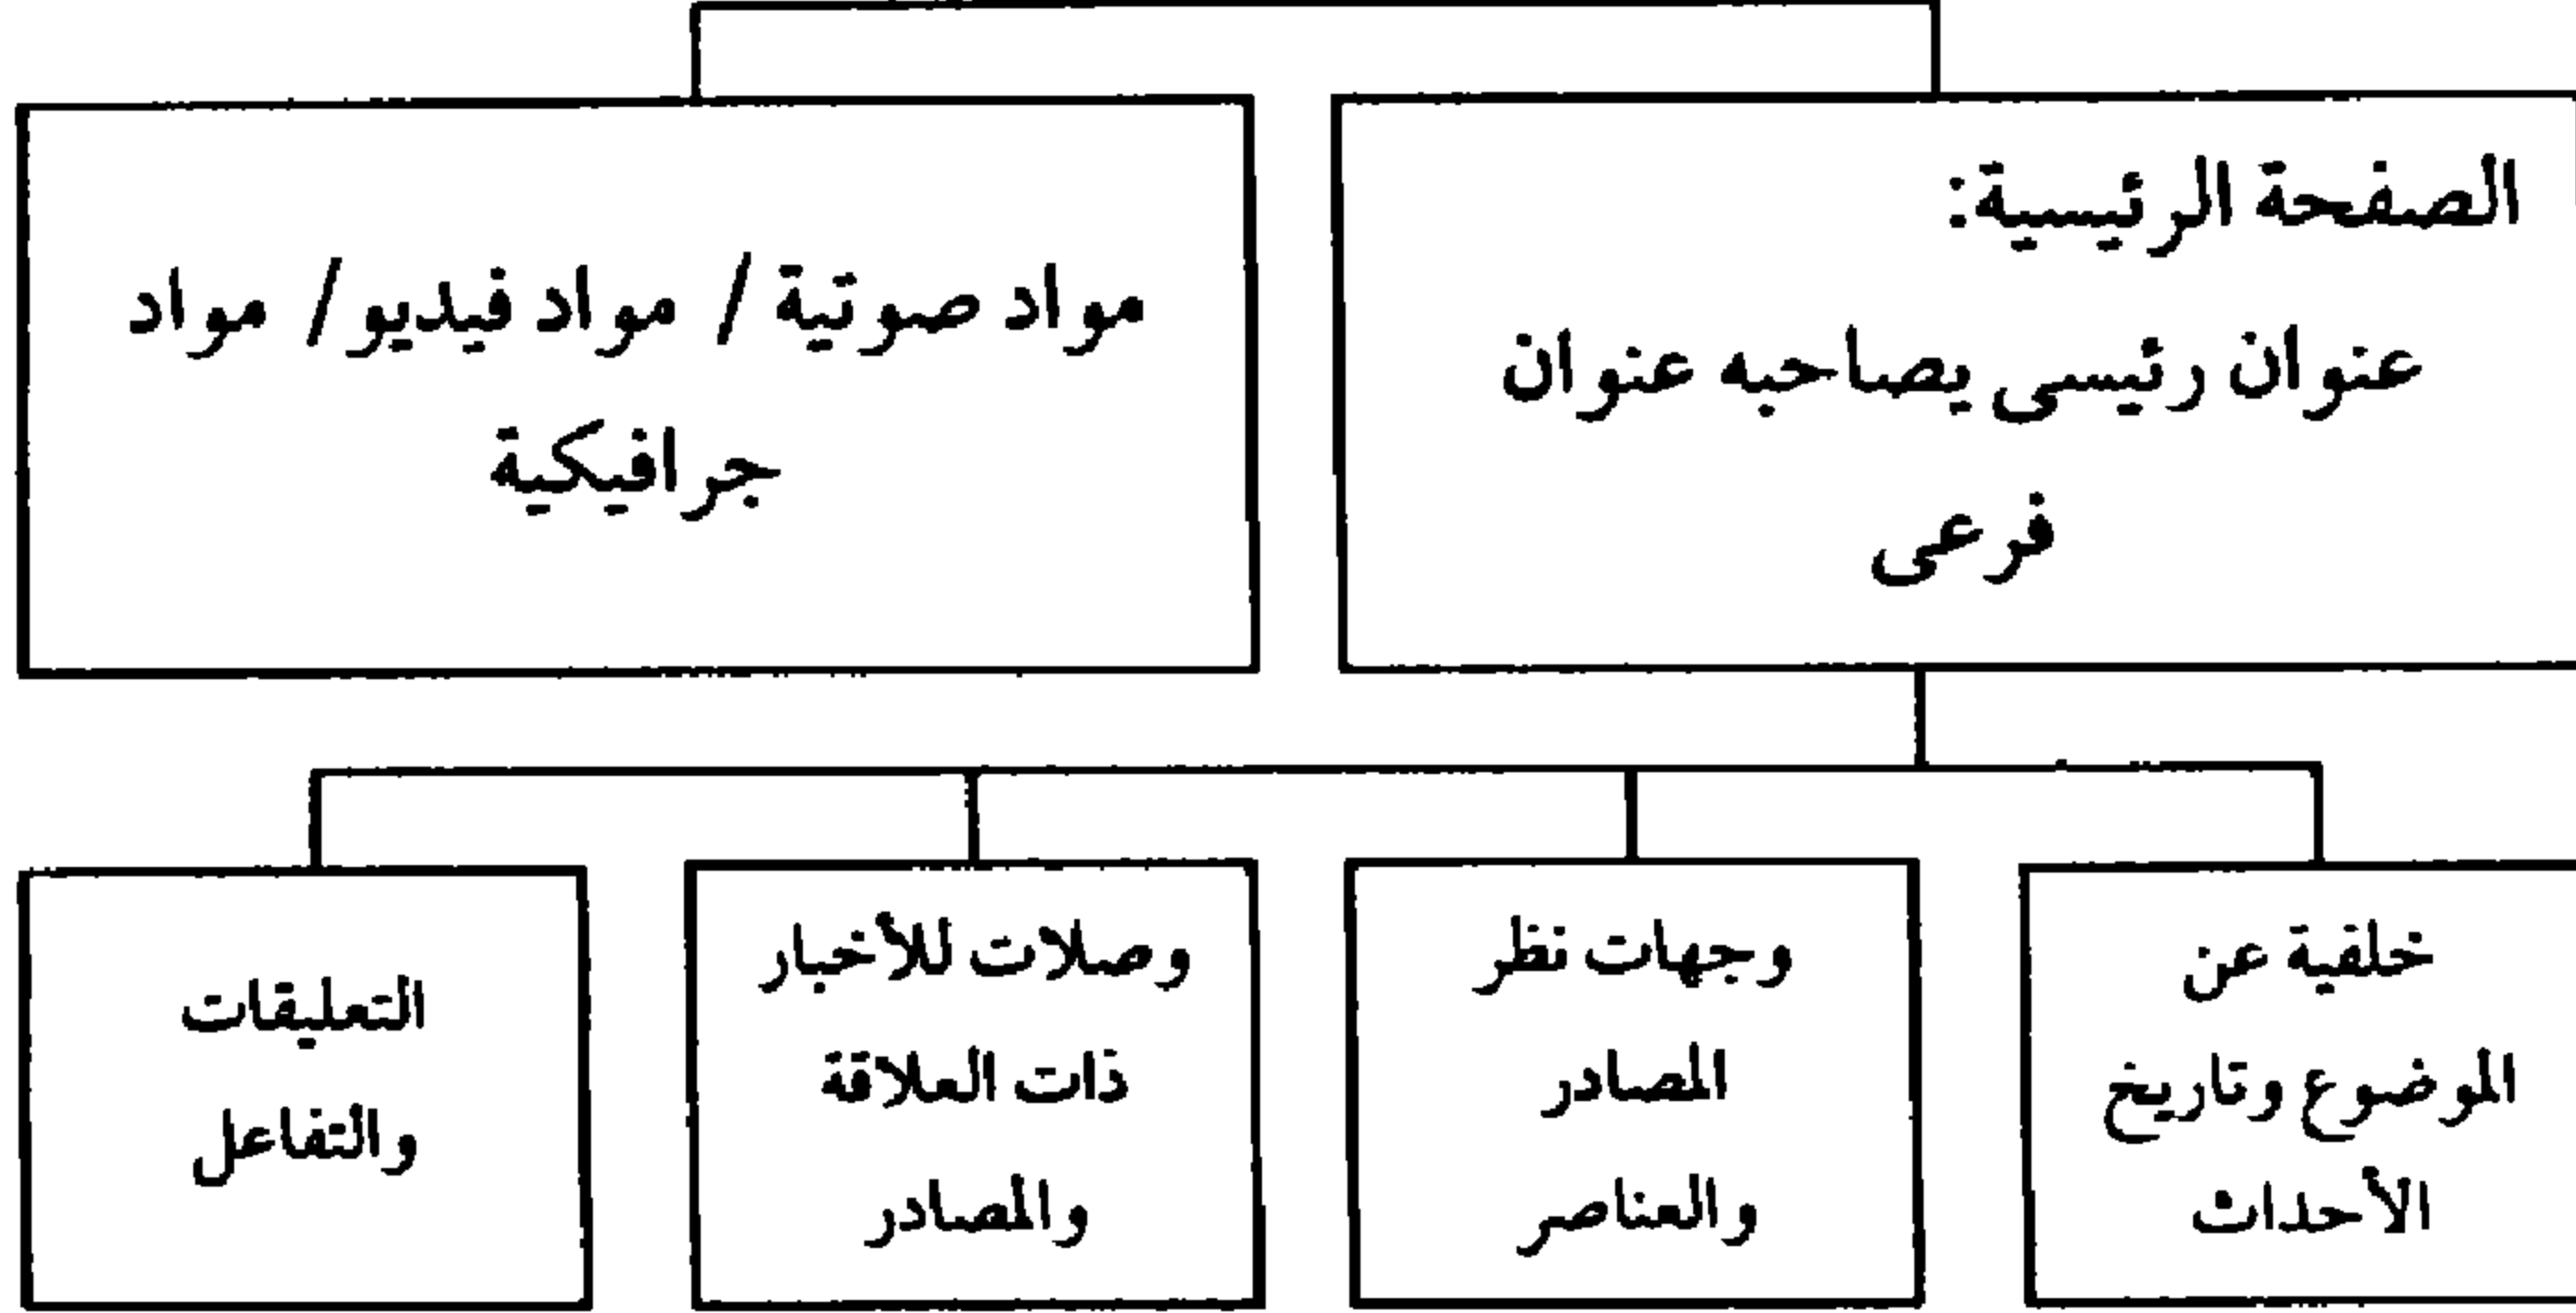 الصفحة الرئيسية:
عنوان رئيسى يصاحبه عنوان
فرعى
مواد صوتية / مواد فيديو / مواد
جرافيكية
خلفية عن
الموضوع وتاريخ
الأحداث
وجهات نظر
المصادر
والعناصر
وصلات للأخبار
ذات العلاقة
والمصادر
التعليقات
والتفاعل